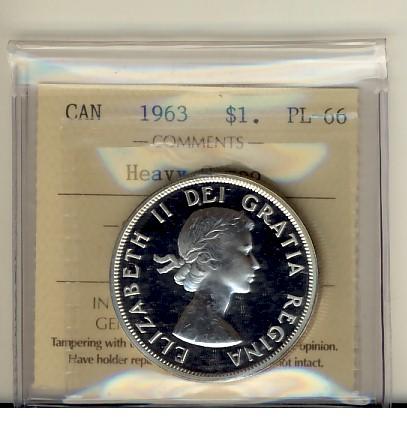 CAN 1963 $1. PL-66
COMMENTS
Heavy
ELIZABETH II DEI GRATIA REGINA
IN
GE
Tampering with opinion.
Have holder not intact.